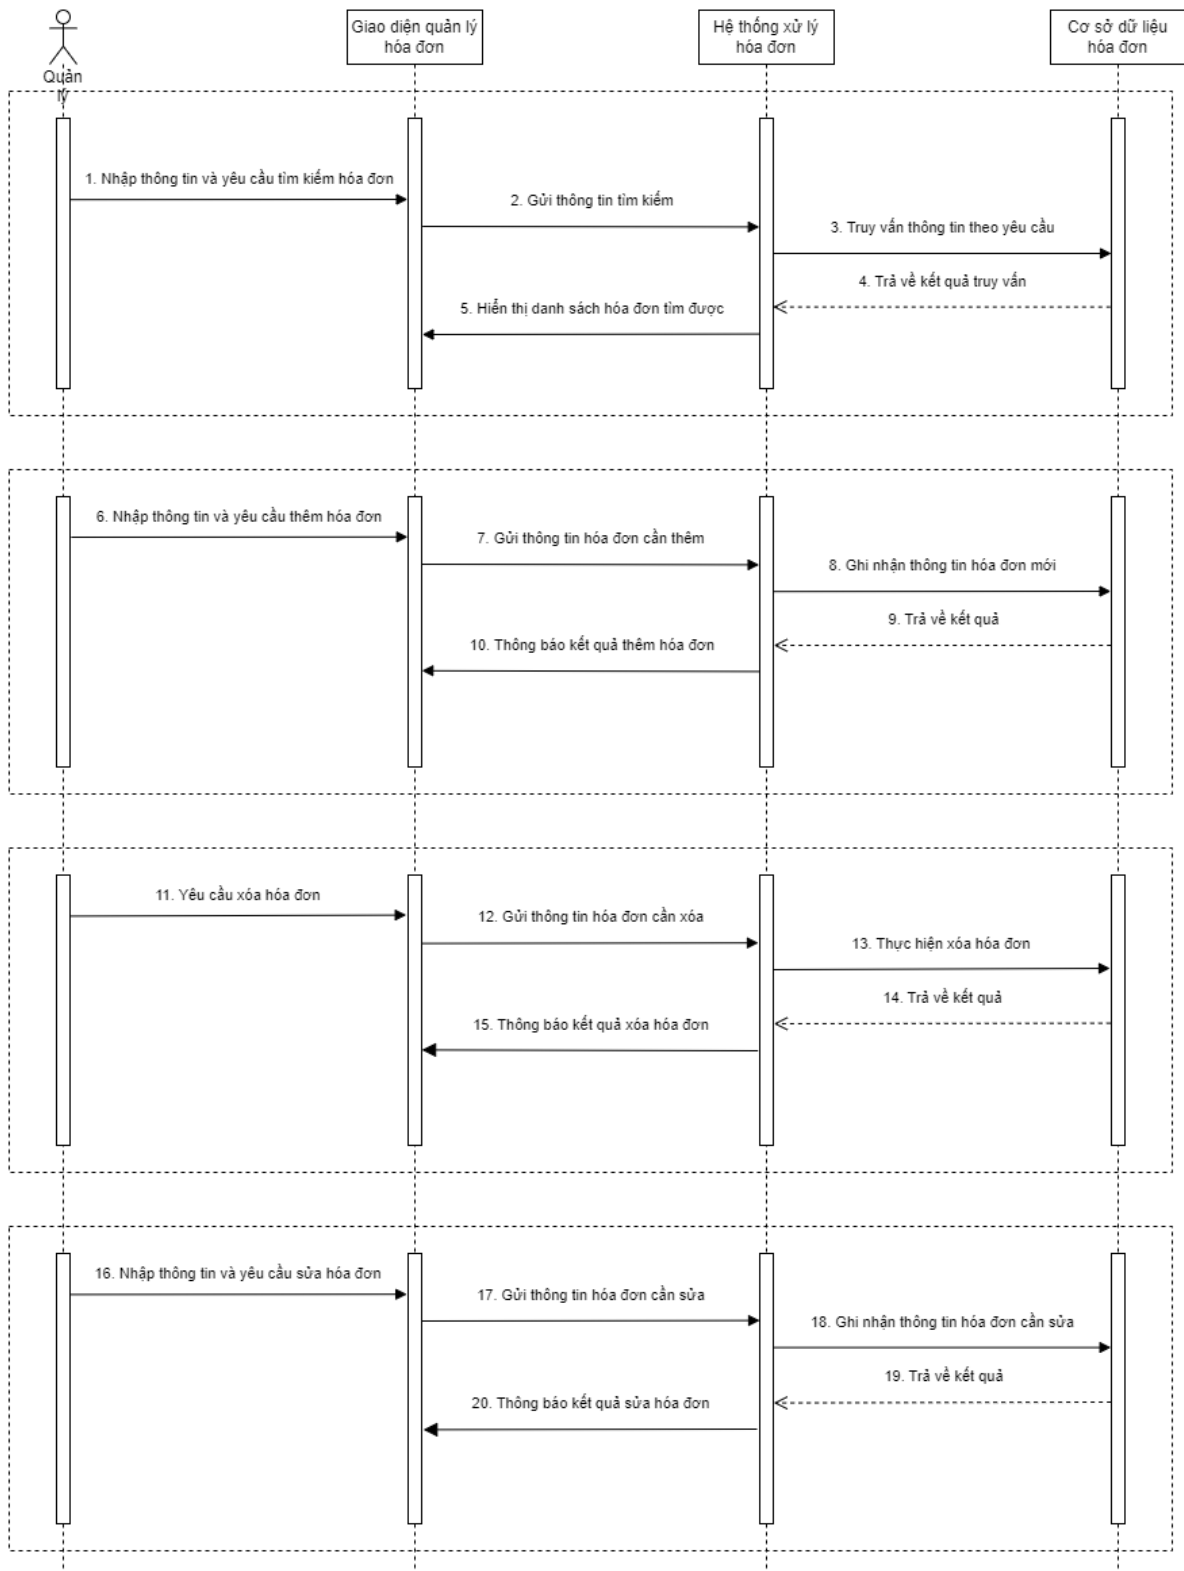 Quản
lý
Giao diện quản lý
hóa đơn
Hệ thống xử lý
hóa đơn
Cơ sở dữ liệu
hóa đơn
1. Nhập thông tin và yêu cầu tìm kiếm hóa đơn
2. Gửi thông tin tìm kiếm
3. Truy vấn thông tin theo yêu cầu
4. Trả về kết quả truy vấn
5. Hiển thị danh sách hóa đơn tìm được
6. Nhập thông tin và yêu cầu thêm hóa đơn
7. Gửi thông tin hóa đơn cần thêm
8. Ghi nhận thông tin hóa đơn mới
9. Trả về kết quả
10. Thông báo kết quả thêm hóa đơn
11. Yêu cầu xóa hóa đơn
12. Gửi thông tin hóa đơn cần xóa
13. Thực hiện xóa hóa đơn
14. Trả về kết quả
15. Thông báo kết quả xóa hóa đơn
16. Nhập thông tin và yêu cầu sửa hóa đơn
17. Gửi thông tin hóa đơn cần sửa
18. Ghi nhận thông tin hóa đơn cần sửa
19. Trả về kết quả
20. Thông báo kết quả sửa hóa đơn